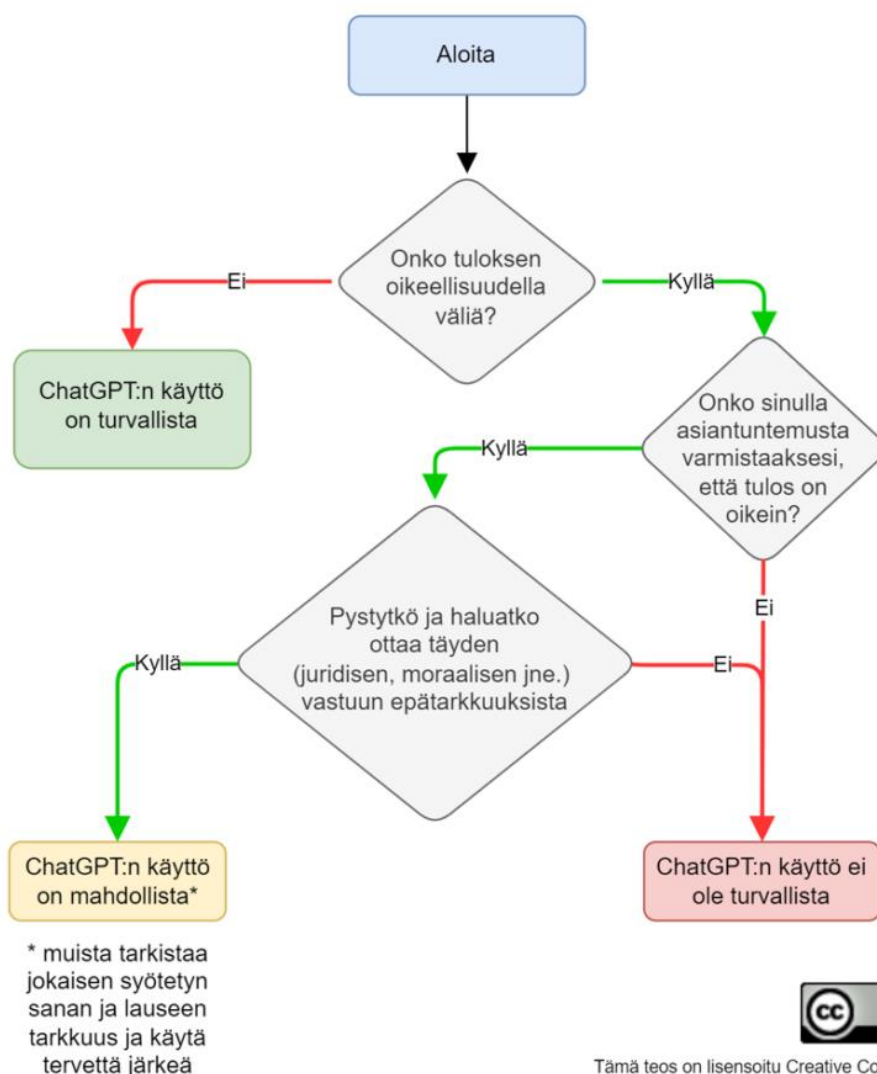 Aloita
Onko tuloksen
oikeellisuudella
väliä?
Ei
Kyllä
ChatGPT:n käyttö
on turvallista
Onko sinulla
asiantuntemusta
varmistaaksesi,
että tulos on
oikein?
Kyllä
Ei
Pystytkö ja haluatko
ottaa täyden
(juridisen, moraalisen jne.)
vastuun epätarkkuuksista
Kyllä
Ei
ChatGPT:n käyttö
on mahdollista*
ChatGPT:n käyttö ei
ole turvallista
* muista tarkistaa
jokaisen syötetyn
sanan ja lauseen
tarkkuus ja käytä
tervettä järkeä
cc
Tämä teos on lisensoitu Creative Co